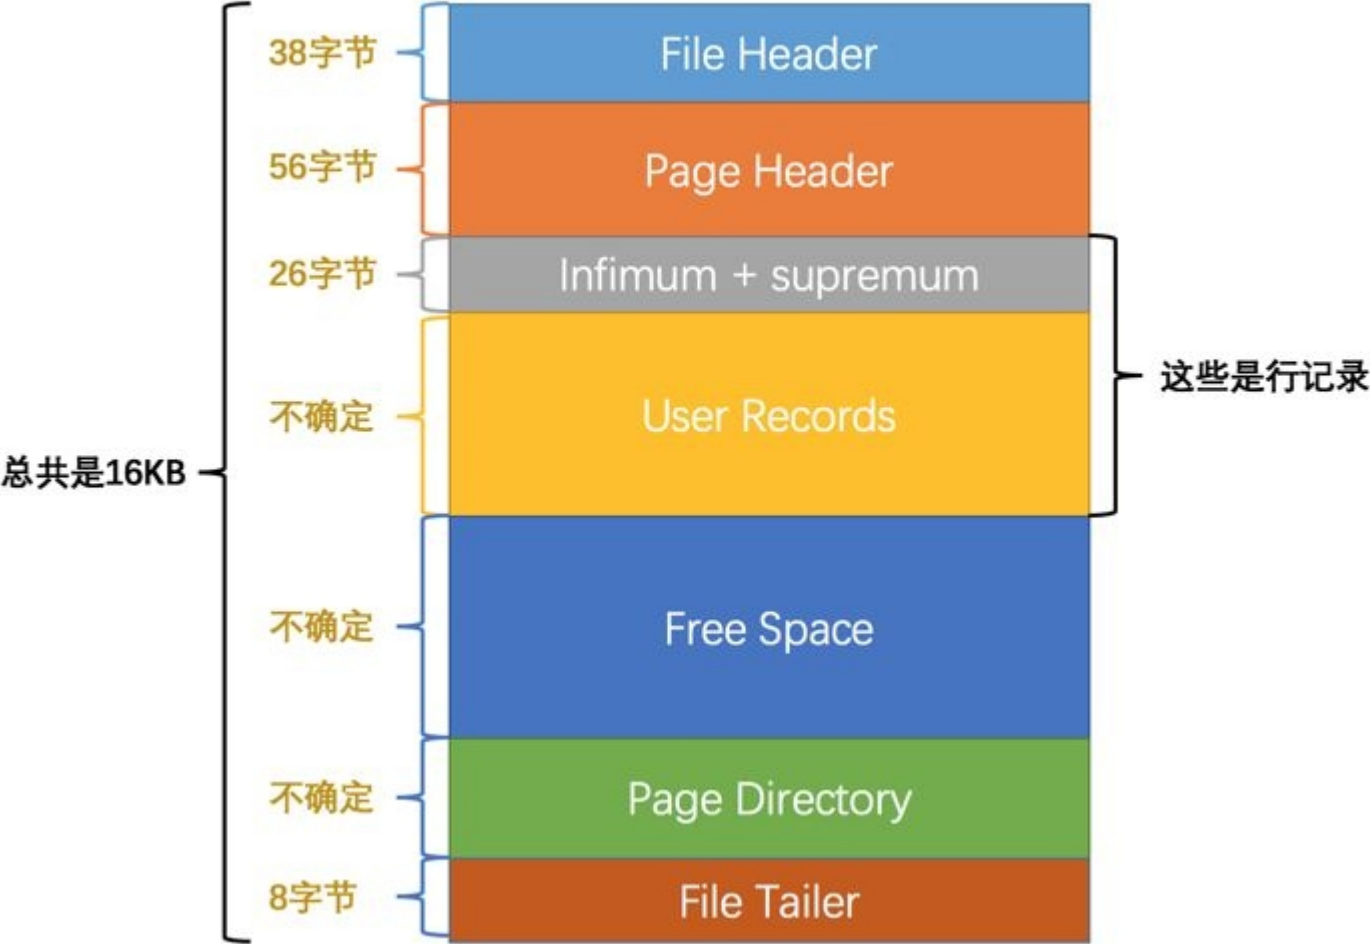 38字节
File Header
56字节
Page Header
26字节
Infimum + supremum
不确定
User Records
这些是行记录
总共是16KB
不确定
Free Space
不确定
Page Directory
8字节
File Tailer